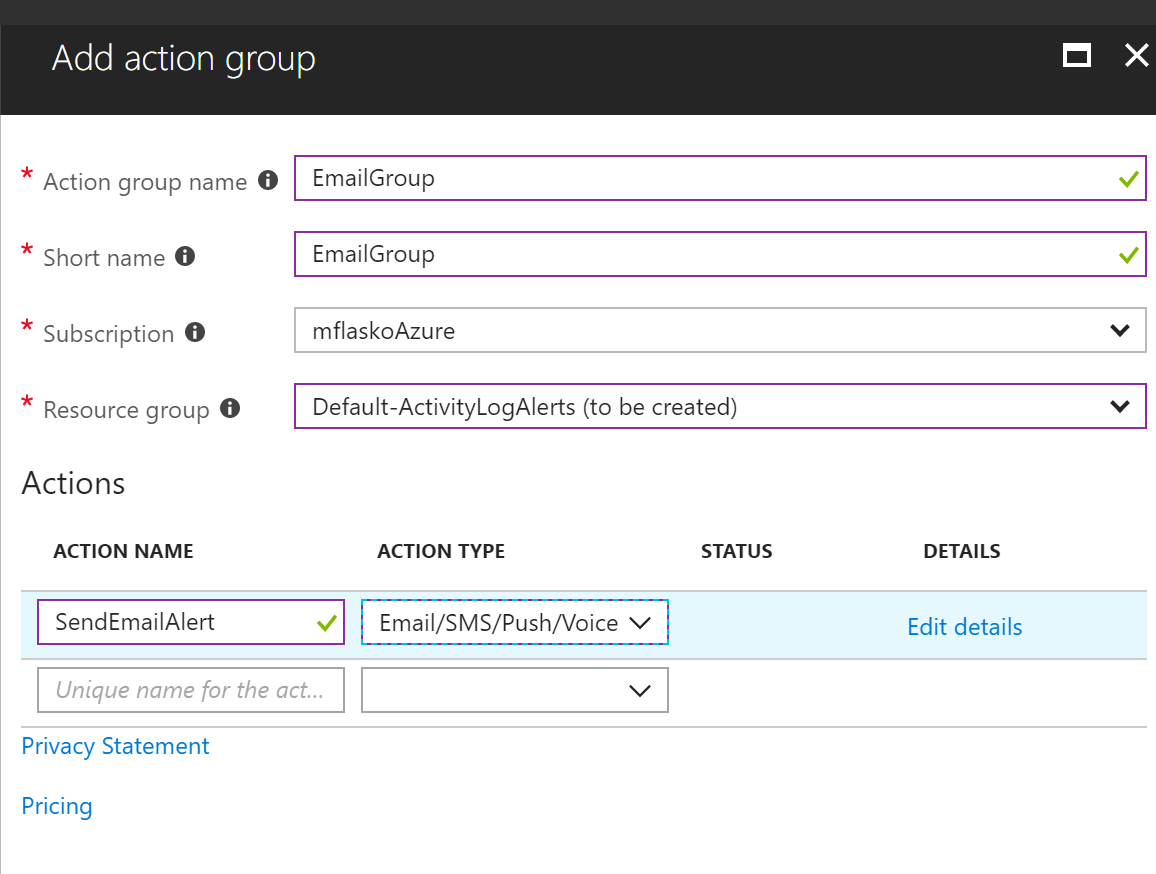 Add action group
* Action group name EmailGroup
* Short name EmailGroup
* Subscription mflaskoAzure
* Resource group Default-ActivityLogAlerts (to be created)
Actions
ACTION NAME ACTION TYPE STATUS DETAILS
SendEmailAlert Email/SMS/Push/Voice Edit details
Unique name for the act...
Privacy Statement
Pricing